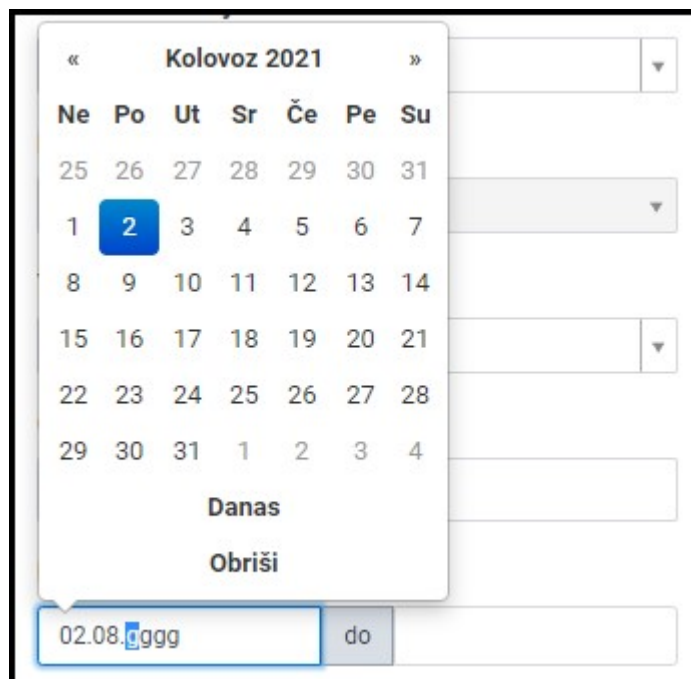 « Kolovoz 2021 »
Ne Po Ut Sr Če Pe Su
25 26 27 28 29 30 31
1 2 3 4 5 6 7
8 9 10 11 12 13 14
15 16 17 18 19 20 21
22 23 24 25 26 27 28
29 30 31 1 2 3 4
Danas
Obriši
02.08.gggg do